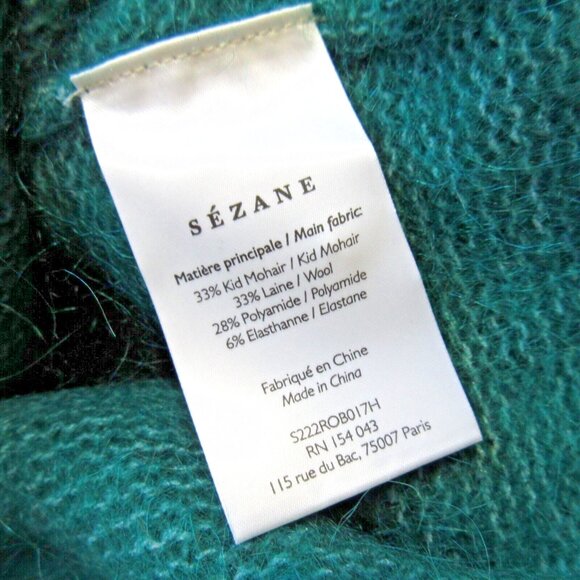 SÉZANE
Matière principale / Main fabric:
33% Kid Mohair / Kid Mohair
33% Laine / Wool
28% Polyamide / Polyamide
6% Elasthanne / Elastane
Fabriqué en Chine
Made in China
S222ROB017H
RN 154 043
115 rue du Bac, 75007 Paris